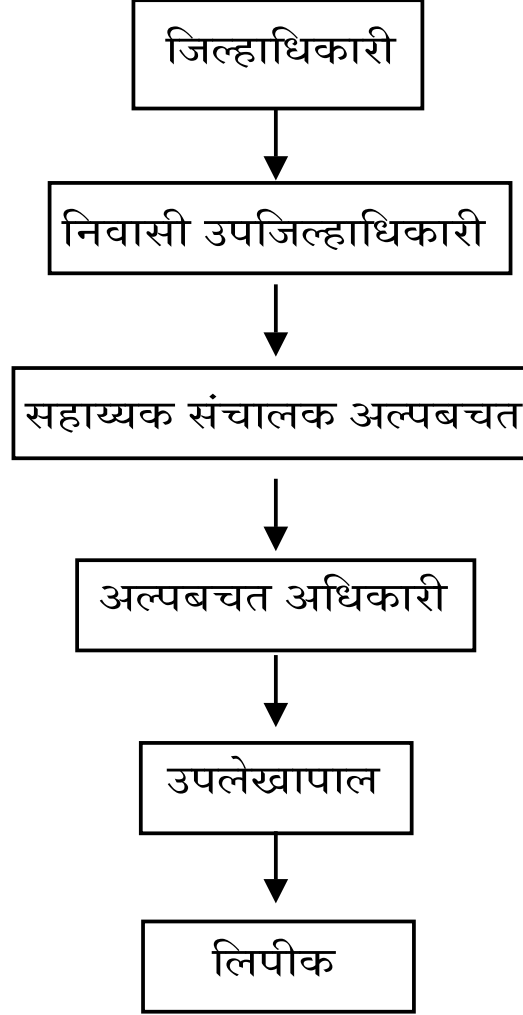 जिल्हाधिकारी
निवासी उपजिल्हाधिकारी
सहाय्यक संचालक अल्पबचत
अल्पबचत अधिकारी
उपलेखापाल
लिपीक